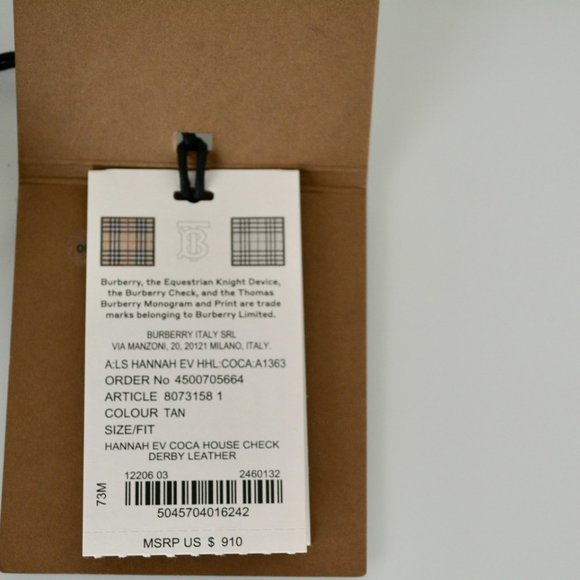 Burberry, the Equestrian Knight Device,
the Burberry Check, and the Thomas
Burberry Monogram and Print are trade
marks belonging to Burberry Limited.
BURBERRY ITALY SRL
VIA MANZONI, 20, 20121 MILANO, ITALY.
A:LS HANNAH EV HHL:COCA:A1363
ORDER No 4500705664
ARTICLE 8073158 1
COLOUR TAN
SIZE/FIT
HANNAH EV COCA HOUSE CHECK
DERBY LEATHER
12206 03 2460132
73M
5045704016242
MSRP US $ 910